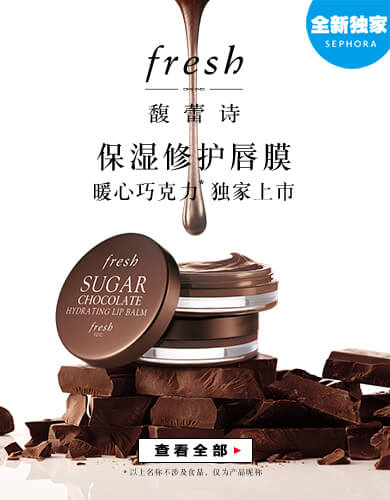 全新独家
SEPHORA
fresh
馥蕾诗
保湿修护唇膜
暖心巧克力*独家上市
fresh
SUGAR
CHOCOLATE
HYDRATING LIP BALM
fresh
查看全部
*以上名称不涉及食品，仅为产品昵称